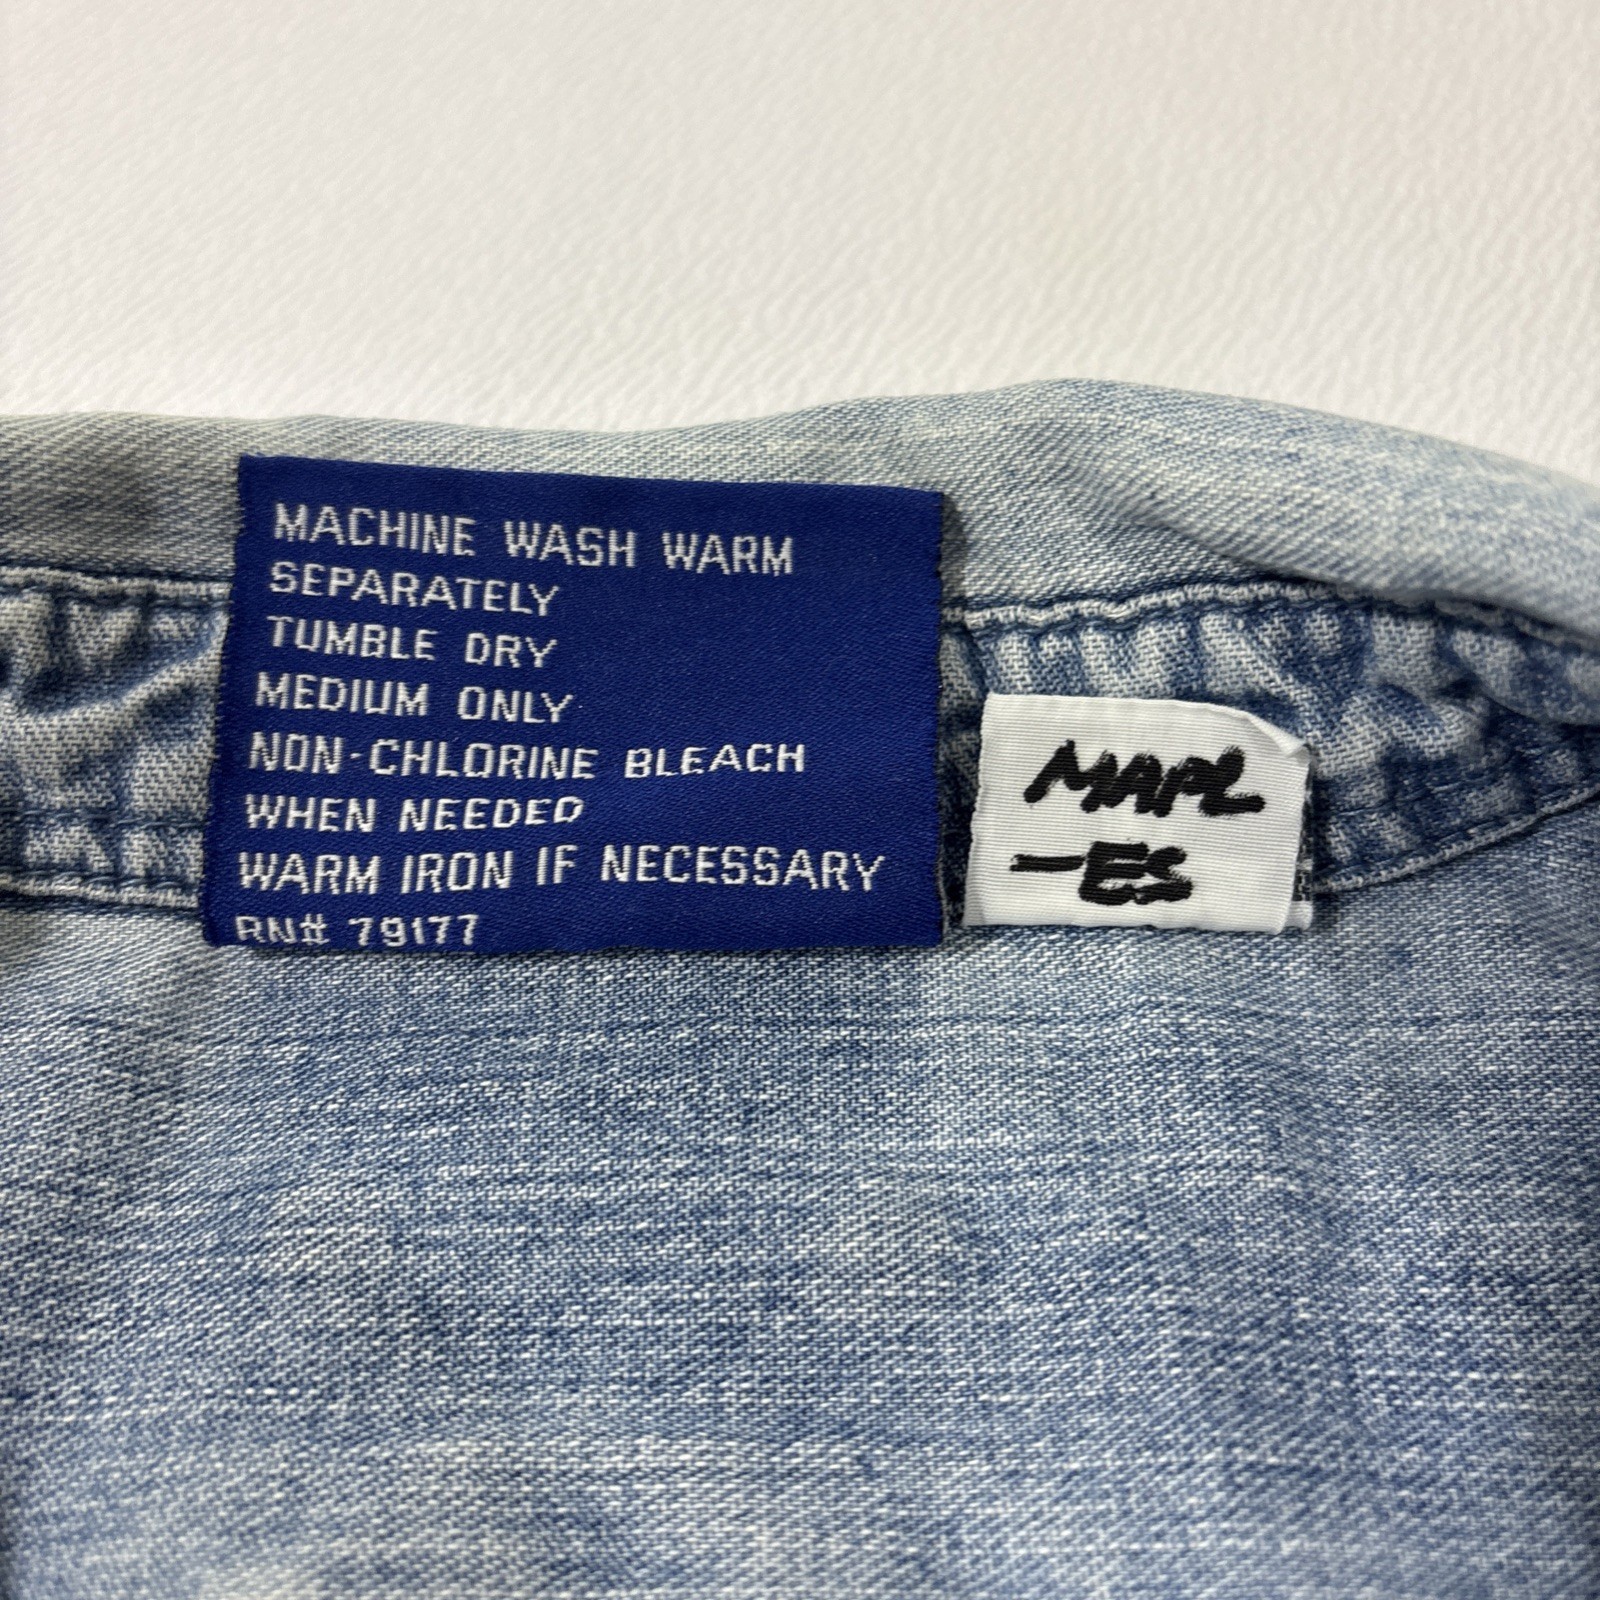 MACHINE WASH WARM
SEPARATELY
TUMBLE DRY
MEDIUM ONLY
NON-CHLORINE BLEACH
WHEN NEEDED
WARM IRON IF NECESSARY
RN# 79177
MAPL
-ES